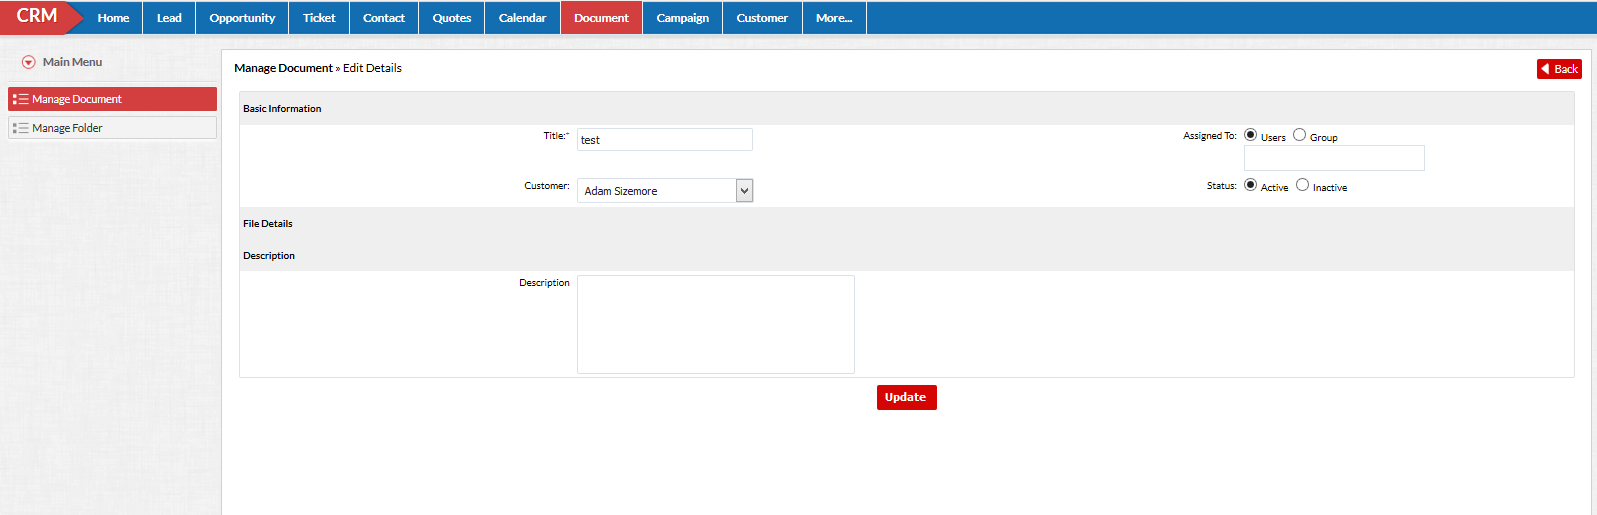 CRM Home Lead Opportunity Ticket Contact Quotes Calendar Document Campaign Customer More...
Main Menu
Manage Document
Manage Folder
Manage Document » Edit Details
Back
Basic Information
Title:* test
Assigned To: Users Group
Customer: Adam Sizemore
Status: Active Inactive
File Details
Description
Description
Update